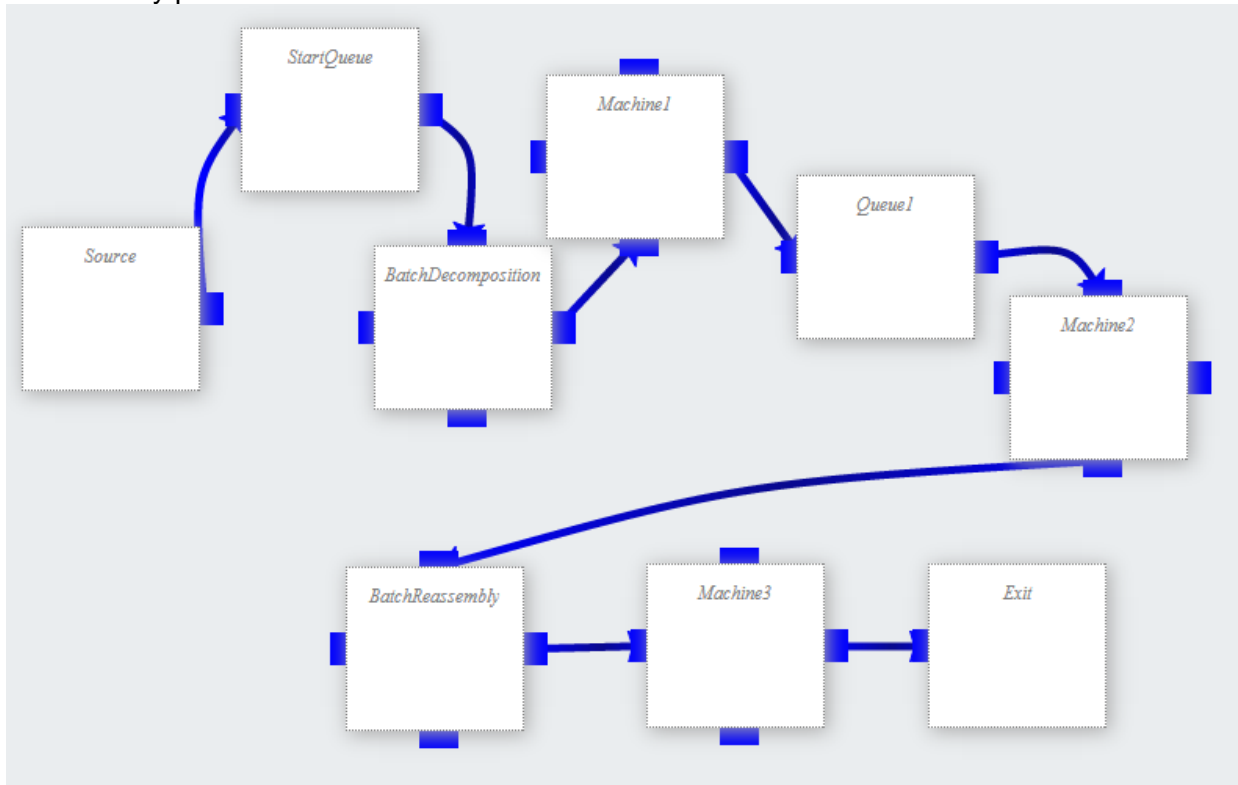 StartQueue
Machine1
Queue1
Source
BatchDecomposition
Machine2
BatchReassembly
Machine3
Exit